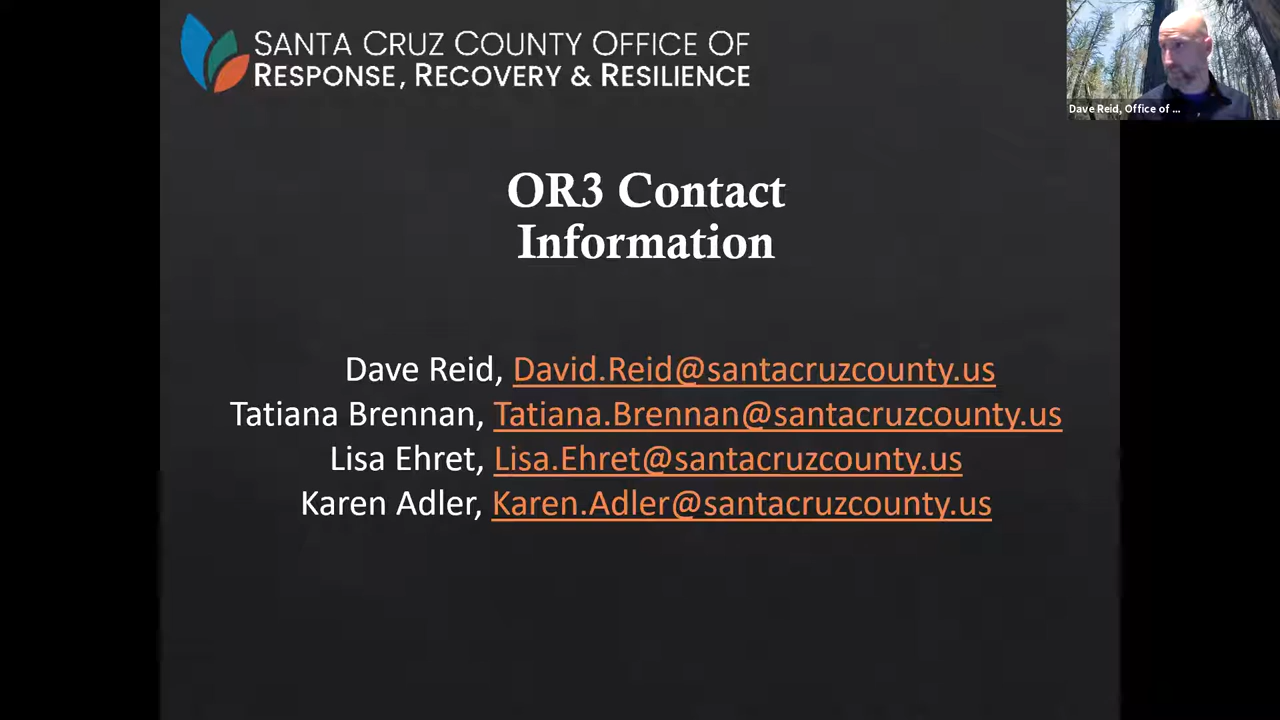 SANTA CRUZ COUNTY OFFICE OF
RESPONSE, RECOVERY & RESILIENCE
Dave Reid, Office of ...
OR3 Contact
Information
Dave Reid, David.Reid@santacruzcounty.us
Tatiana Brennan, Tatiana.Brennan@santacruzcounty.us
Lisa Ehret, Lisa.Ehret@santacruzcounty.us
Karen Adler, Karen.Adler@santacruzcounty.us